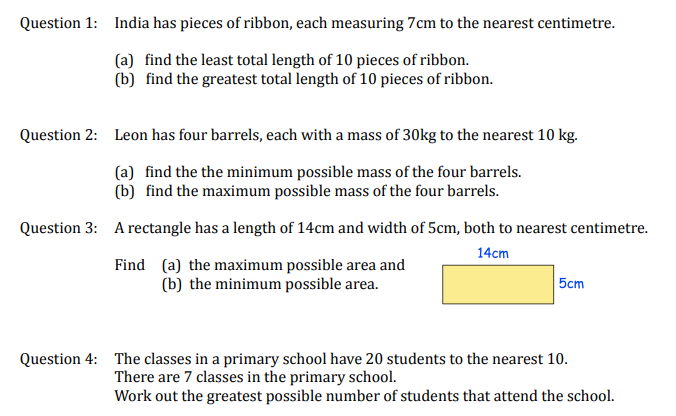 Question 1: India has pieces of ribbon, each measuring 7cm to the nearest centimetre.
(a) find the least total length of 10 pieces of ribbon.
(b) find the greatest total length of 10 pieces of ribbon.
Question 2: Leon has four barrels, each with a mass of 30kg to the nearest 10 kg.
(a) find the the minimum possible mass of the four barrels.
(b) find the maximum possible mass of the four barrels.
Question 3: A rectangle has a length of 14cm and width of 5cm, both to nearest centimetre.
Find (a) the maximum possible area and
(b) the minimum possible area.
14cm
5cm
Question 4: The classes in a primary school have 20 students to the nearest 10.
There are 7 classes in the primary school.
Work out the greatest possible number of students that attend the school.